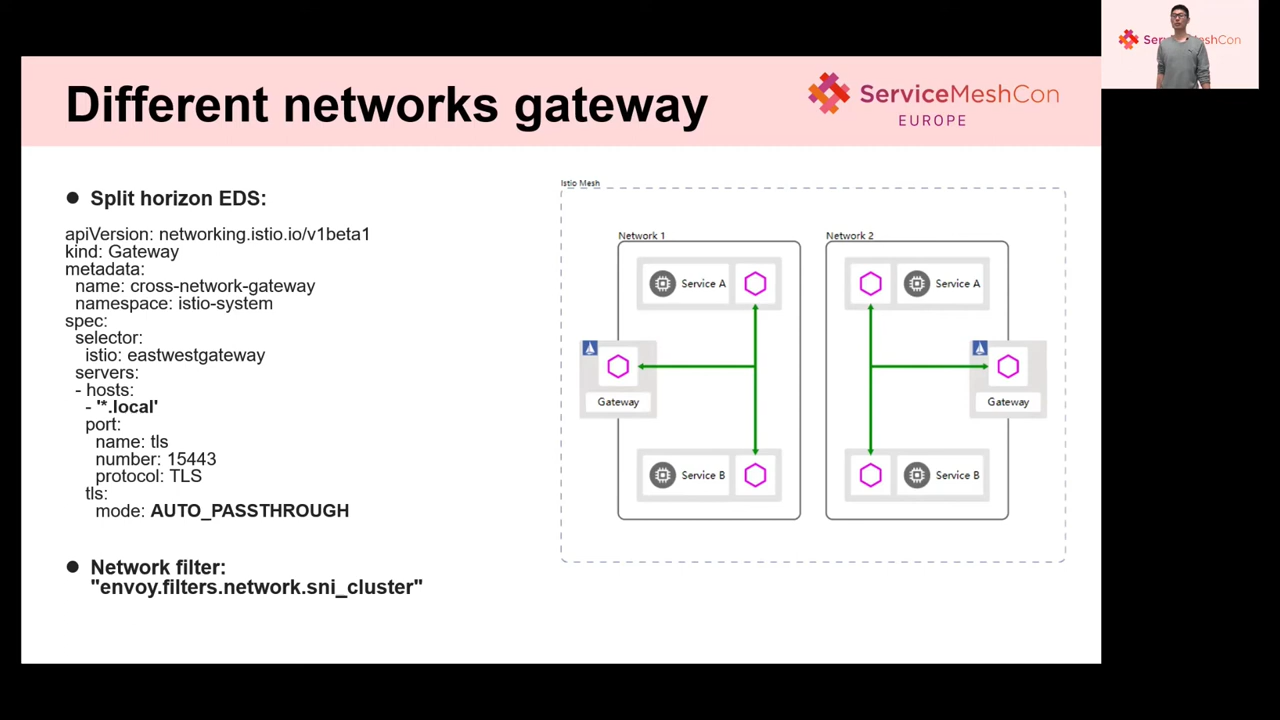 Different networks gateway
ServiceMeshCon
EUROPE
ServiceMeshCon
● Split horizon EDS:
apiVersion: networking.istio.io/v1beta1
kind: Gateway
metadata:
name: cross-network-gateway
namespace: istio-system
spec:
selector:
istio: eastwestgateway
servers:
- hosts:
- '*.local'
port:
name: tls
number: 15443
protocol: TLS
tls:
mode: AUTO_PASSTHROUGH
● Network filter:
"envoy.filters.network.sni_cluster"
Istio Mesh
Network 1
Service A
Gateway
Service B
Network 2
Service A
Gateway
Service B